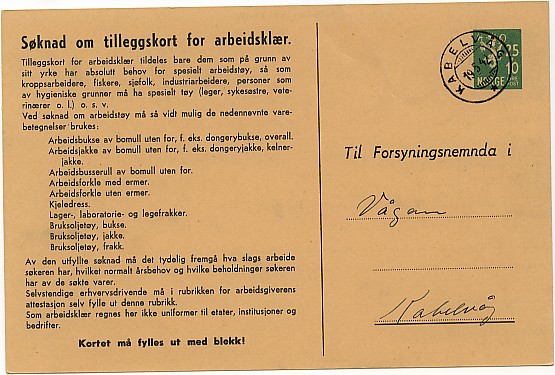 Søknad om tilleggskort for arbeidsklær.
Tilleggskort for arbeidsklær tildeles bare dem som på grunn av
sitt yrke har absolutt behov for spesielt arbeidstøy, så som
kroppsarbeidere, fiskere, sjøfolk, industriarbeidere, personer som
av hygieniske grunner må ha spesielt tøy (leger, sykesøstre, vete-
rinærer o. l.) o. s. v.
Ved søknad om arbeidstøy må så vidt mulig de nedennevnte vare-
betegnelser brukes:
Arbeidsbukse av bomull uten for, f. eks. dongerybukse, overall.
Arbeidsjakke av bomull uten for, f. eks. dongeryjakke, kelner-
jakke.
Arbeidsbusserull av bomull uten for.
Arbeidsforkle med ermer.
Arbeidsforkle uten ermer.
Kjeledress.
Lager-, laboratorie- og legefrakker.
Bruksoljetøy, bukse.
Bruksoljetøy, jakke.
Bruksoljetøy, frakk.
Av den utfylte søknad må det tydelig fremgå hva slags arbeide
søkeren har, hvilket normalt årsbehov og hvilke beholdninger søkeren
har av de søkte varer.
Selvstendige erhvervsdrivende må i rubrikken for arbeidsgiverens
attestasjon selv fylle ut denne rubrikk.
Som arbeidsklær regnes her ikke uniformer til etater, institusjoner og
bedrifter.
Kortet må fylles ut med blekk!
KABELVÅG
25
10
NORGE
Til Forsyningsnemnda i
Vågan
Kabelvåg